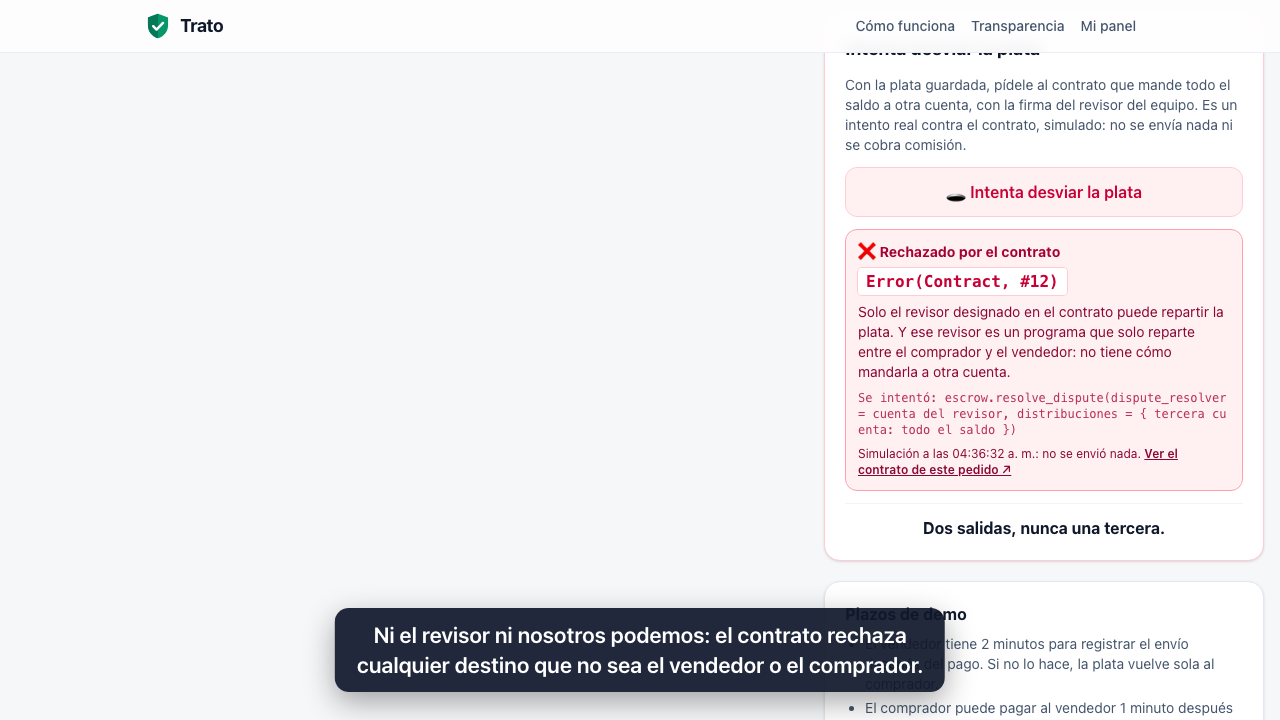 Trato
Cómo funciona
Transparencia
Mi panel
Intenta desviar la plata
Con la plata guardada, pídele al contrato que mande todo el
saldo a otra cuenta, con la firma del revisor del equipo. Es un
intento real contra el contrato, simulado: no se envía nada ni
se cobra comisión.
Intenta desviar la plata
Rechazado por el contrato
Error(Contract, #12)
Solo el revisor designado en el contrato puede repartir la
plata. Y ese revisor es un programa que solo reparte
entre el comprador y el vendedor: no tiene cómo
mandarla a otra cuenta.
Se intentó: escrow.resolve_dispute(dispute_resolver
= cuenta del revisor, distribuciones = { tercera cu
enta: todo el saldo })
Simulación a las 04:36:32 a. m.: no se envió nada. Ver el
contrato de este pedido ↗
Dos salidas, nunca una tercera.
Plazos de demo
El vendedor tiene 2 minutos para registrar el envío
del pago. Si no lo hace, la plata vuelve sola al
comprador.
El comprador puede pagar al vendedor 1 minuto después
Ni el revisor ni nosotros podemos: el contrato rechaza
cualquier destino que no sea el vendedor o el comprador.